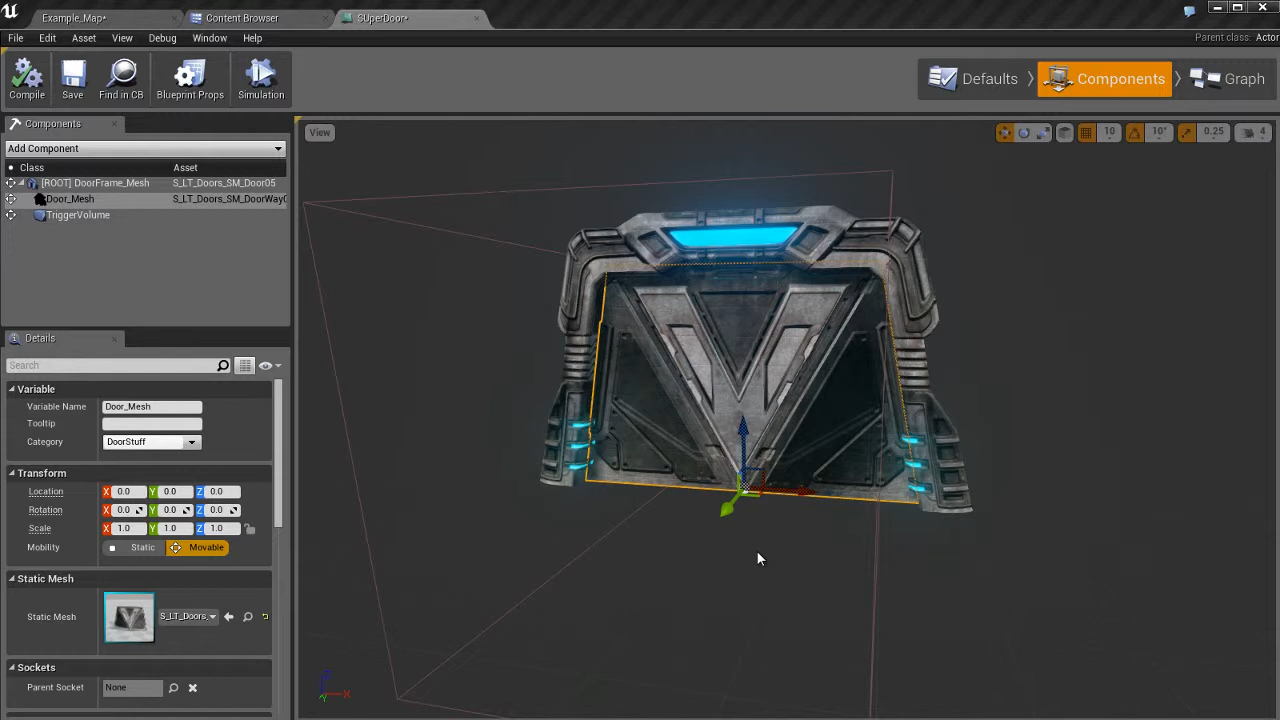 Example_Map*
Content Browser
SUperDoor*
File Edit Asset View Debug Window Help
Parent class: Actor
Compile Save Find in CB Blueprint Props Simulation
Defaults Components Graph
Components
View
10 10° 0.25 4
Add Component
Class Asset
[ROOT] DoorFrame_Mesh S_LT_Doors_SM_Door05
Door_Mesh S_LT_Doors_SM_DoorWay0
TriggerVolume
Details
Search
Variable
Variable Name Door_Mesh
Tooltip
Category DoorStuff
Transform
Location X 0.0 Y 0.0 Z 0.0
Rotation X 0.0 Y 0.0 Z 0.0
Scale X 1.0 Y 1.0 Z 1.0
Mobility Static Movable
Static Mesh
Static Mesh S_LT_Doors_
Sockets
Parent Socket None
Z
X
Y